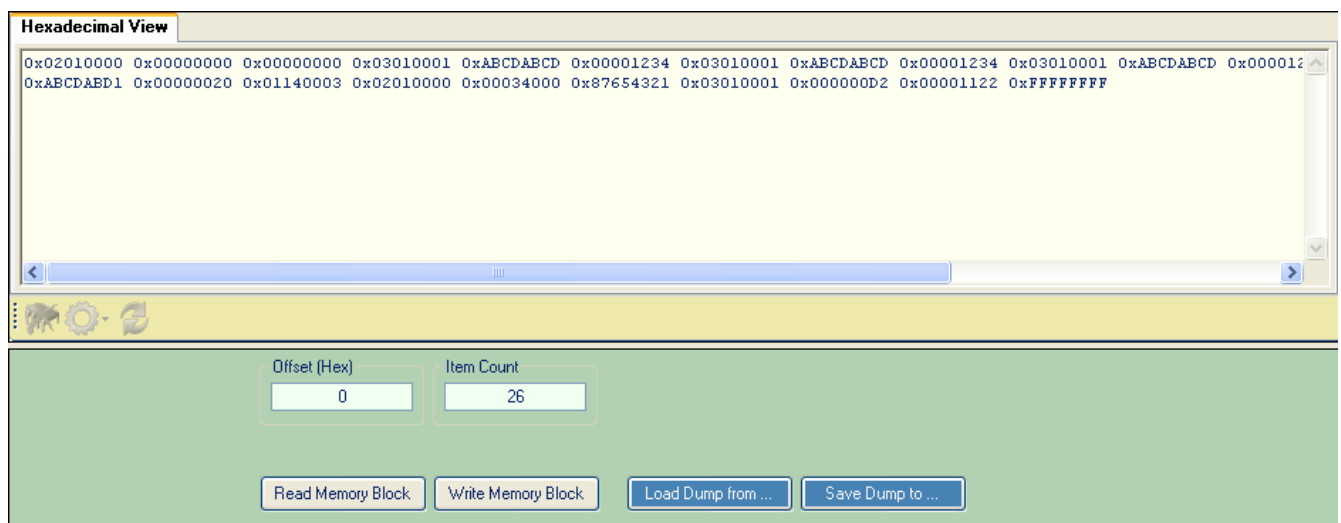 Hexadecimal View
0x02010000 0x00000000 0x00000000 0x03010001 0xABCDABCD 0x00001234 0x03010001 0xABCDABCD 0x00001234 0x03010001 0xABCDABCD 0x000012
0xABCDABD1 0x00000020 0x01140003 0x02010000 0x00034000 0x87654321 0x03010001 0x000000D2 0x00001122 0xFFFFFFFF
Offset (Hex) Item Count
0 26
Read Memory Block Write Memory Block Load Dump from ... Save Dump to ...